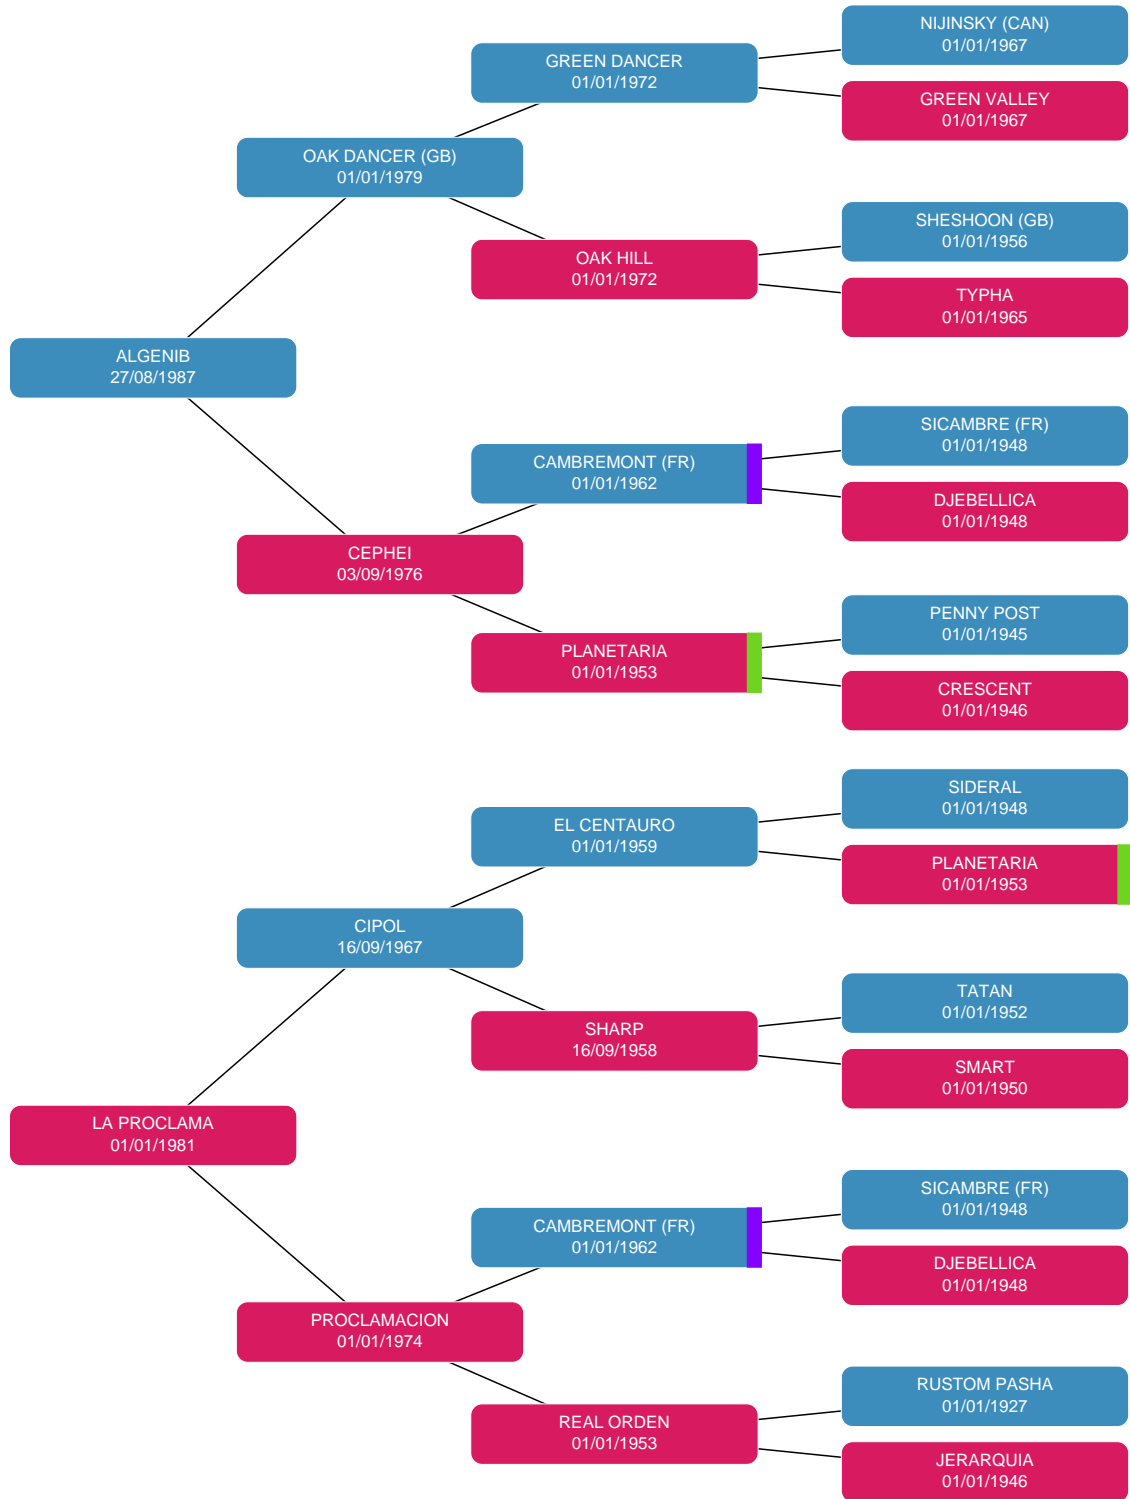 NIJINSKY (CAN)
01/01/1967
GREEN DANCER
01/01/1972
GREEN VALLEY
01/01/1967
OAK DANCER (GB)
01/01/1979
SHESHOON (GB)
01/01/1956
OAK HILL
01/01/1972
TYPHA
01/01/1965
ALGENIB
27/08/1987
SICAMBRE (FR)
01/01/1948
CAMBREMONT (FR)
01/01/1962
DJEBELLICA
01/01/1948
CEPHEI
03/09/1976
PENNY POST
01/01/1945
PLANETARIA
01/01/1953
CRESCENT
01/01/1946
SIDERAL
01/01/1948
EL CENTAURO
01/01/1959
PLANETARIA
01/01/1953
CIPOL
16/09/1967
TATAN
01/01/1952
SHARP
16/09/1958
SMART
01/01/1950
LA PROCLAMA
01/01/1981
SICAMBRE (FR)
01/01/1948
CAMBREMONT (FR)
01/01/1962
DJEBELLICA
01/01/1948
PROCLAMACION
01/01/1974
RUSTOM PASHA
01/01/1927
REAL ORDEN
01/01/1953
JERARQUIA
01/01/1946